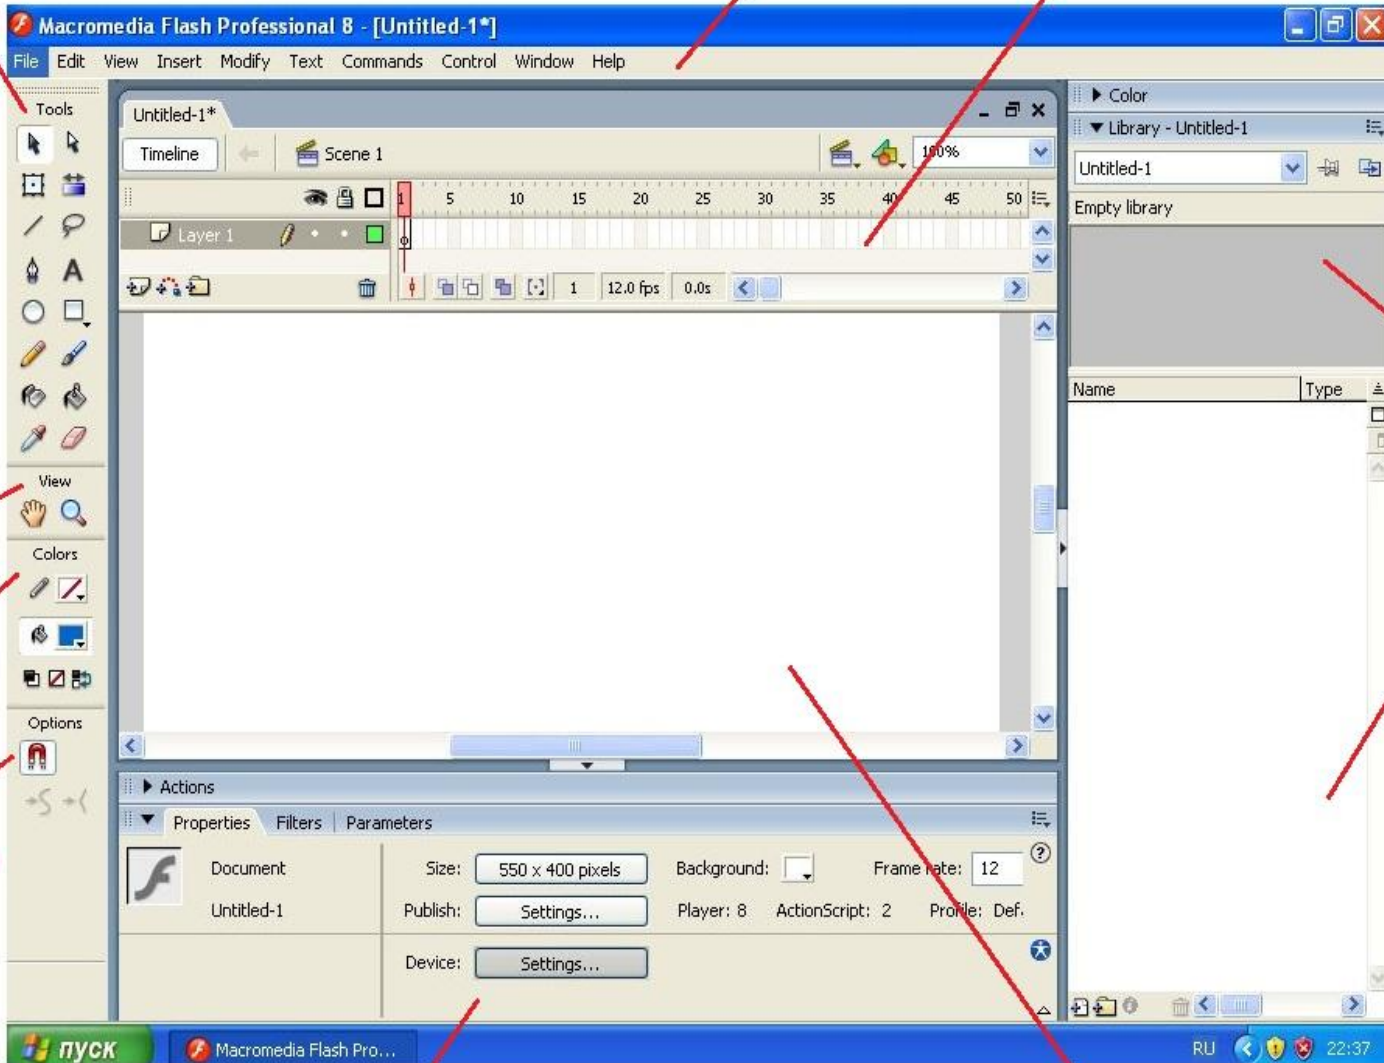 Macromedia Flash Professional 8 - [Untitled-1*]
File Edit View Insert Modify Text Commands Control Window Help
Tools
View
Colors
Options
Untitled-1*
Timeline Scene 1 100%
1 5 10 15 20 25 30 35 40 45 50
Layer 1
1 12.0 fps 0.0s
Actions
Properties Filters Parameters
Document Size: 550 x 400 pixels Background: Frame rate: 12
Untitled-1 Publish: Settings... Player: 8 ActionScript: 2 Profile: Def.
Device: Settings...
Color
Library - Untitled-1
Untitled-1
Empty library
Name Type
пуск Macromedia Flash Pro... RU 22:37